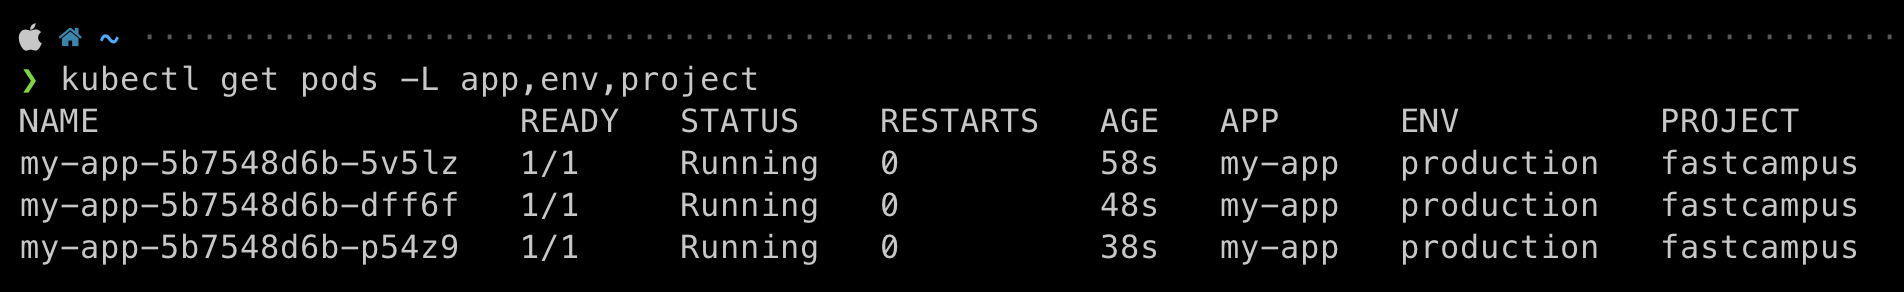 ~
❯ kubectl get pods -L app,env,project
NAME                     READY   STATUS    RESTARTS   AGE   APP      ENV          PROJECT
my-app-5b7548d6b-5v5lz   1/1     Running   0          58s   my-app   production   fastcampus
my-app-5b7548d6b-dff6f   1/1     Running   0          48s   my-app   production   fastcampus
my-app-5b7548d6b-p54z9   1/1     Running   0          38s   my-app   production   fastcampus